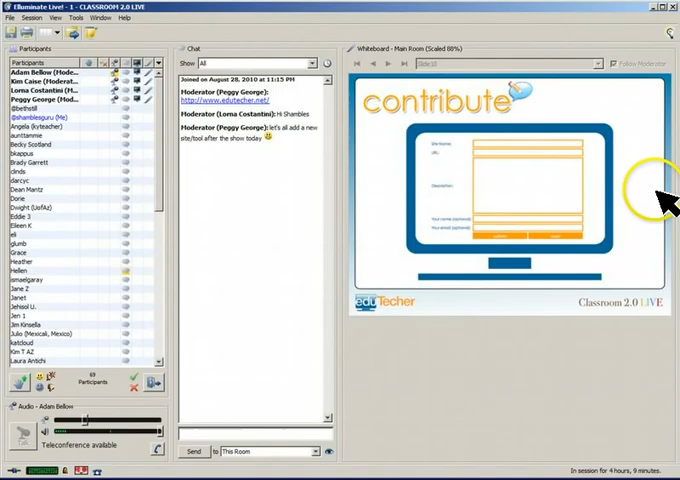 Elluminate Live! - 1 - CLASSROOM 2.0 LIVE
File Session View Tools Window Help
Participants
Participants
Adam Bellow (Mode...
Kim Caise (Moderat...
Lorna Costantini (M...
Peggy George (Mod...
@bethstill
@shamblesguru (Me)
Angela (kyteacher)
aunttammie
Becky Scotland
bkappus
Brady Garrett
clinds
darcyc
Dean Mantz
Dorie
Dwight (UofAz)
Eddie 3
Eileen K
eli
glumb
Grace
Heather
Hellen
ismaelgaray
Jane Z
Janet
Jehisol U.
Jen 1
Jim Kinsella
Julio (Mexicali, Mexico)
katcloud
Kim T AZ
Laura Antichi
69
Participants
Audio - Adam Bellow
Talk
Teleconference available
Chat
Show All
Joined on August 28, 2010 at 11:15 PM
Moderator (Peggy George):
http://www.edutecher.net/
Moderator (Lorna Costantini): Hi Shambles
Moderator (Peggy George): let's all add a new
site/tool after the show today
Send to This Room
Whiteboard - Main Room (Scaled 88%)
Slide 10
Follow Moderator
contribute
Site Name:
URL:
Description:
Your name (optional):
Your email (optional):
eduTecher
Classroom 2.0 LIVE
In session for 4 hours, 9 minutes.